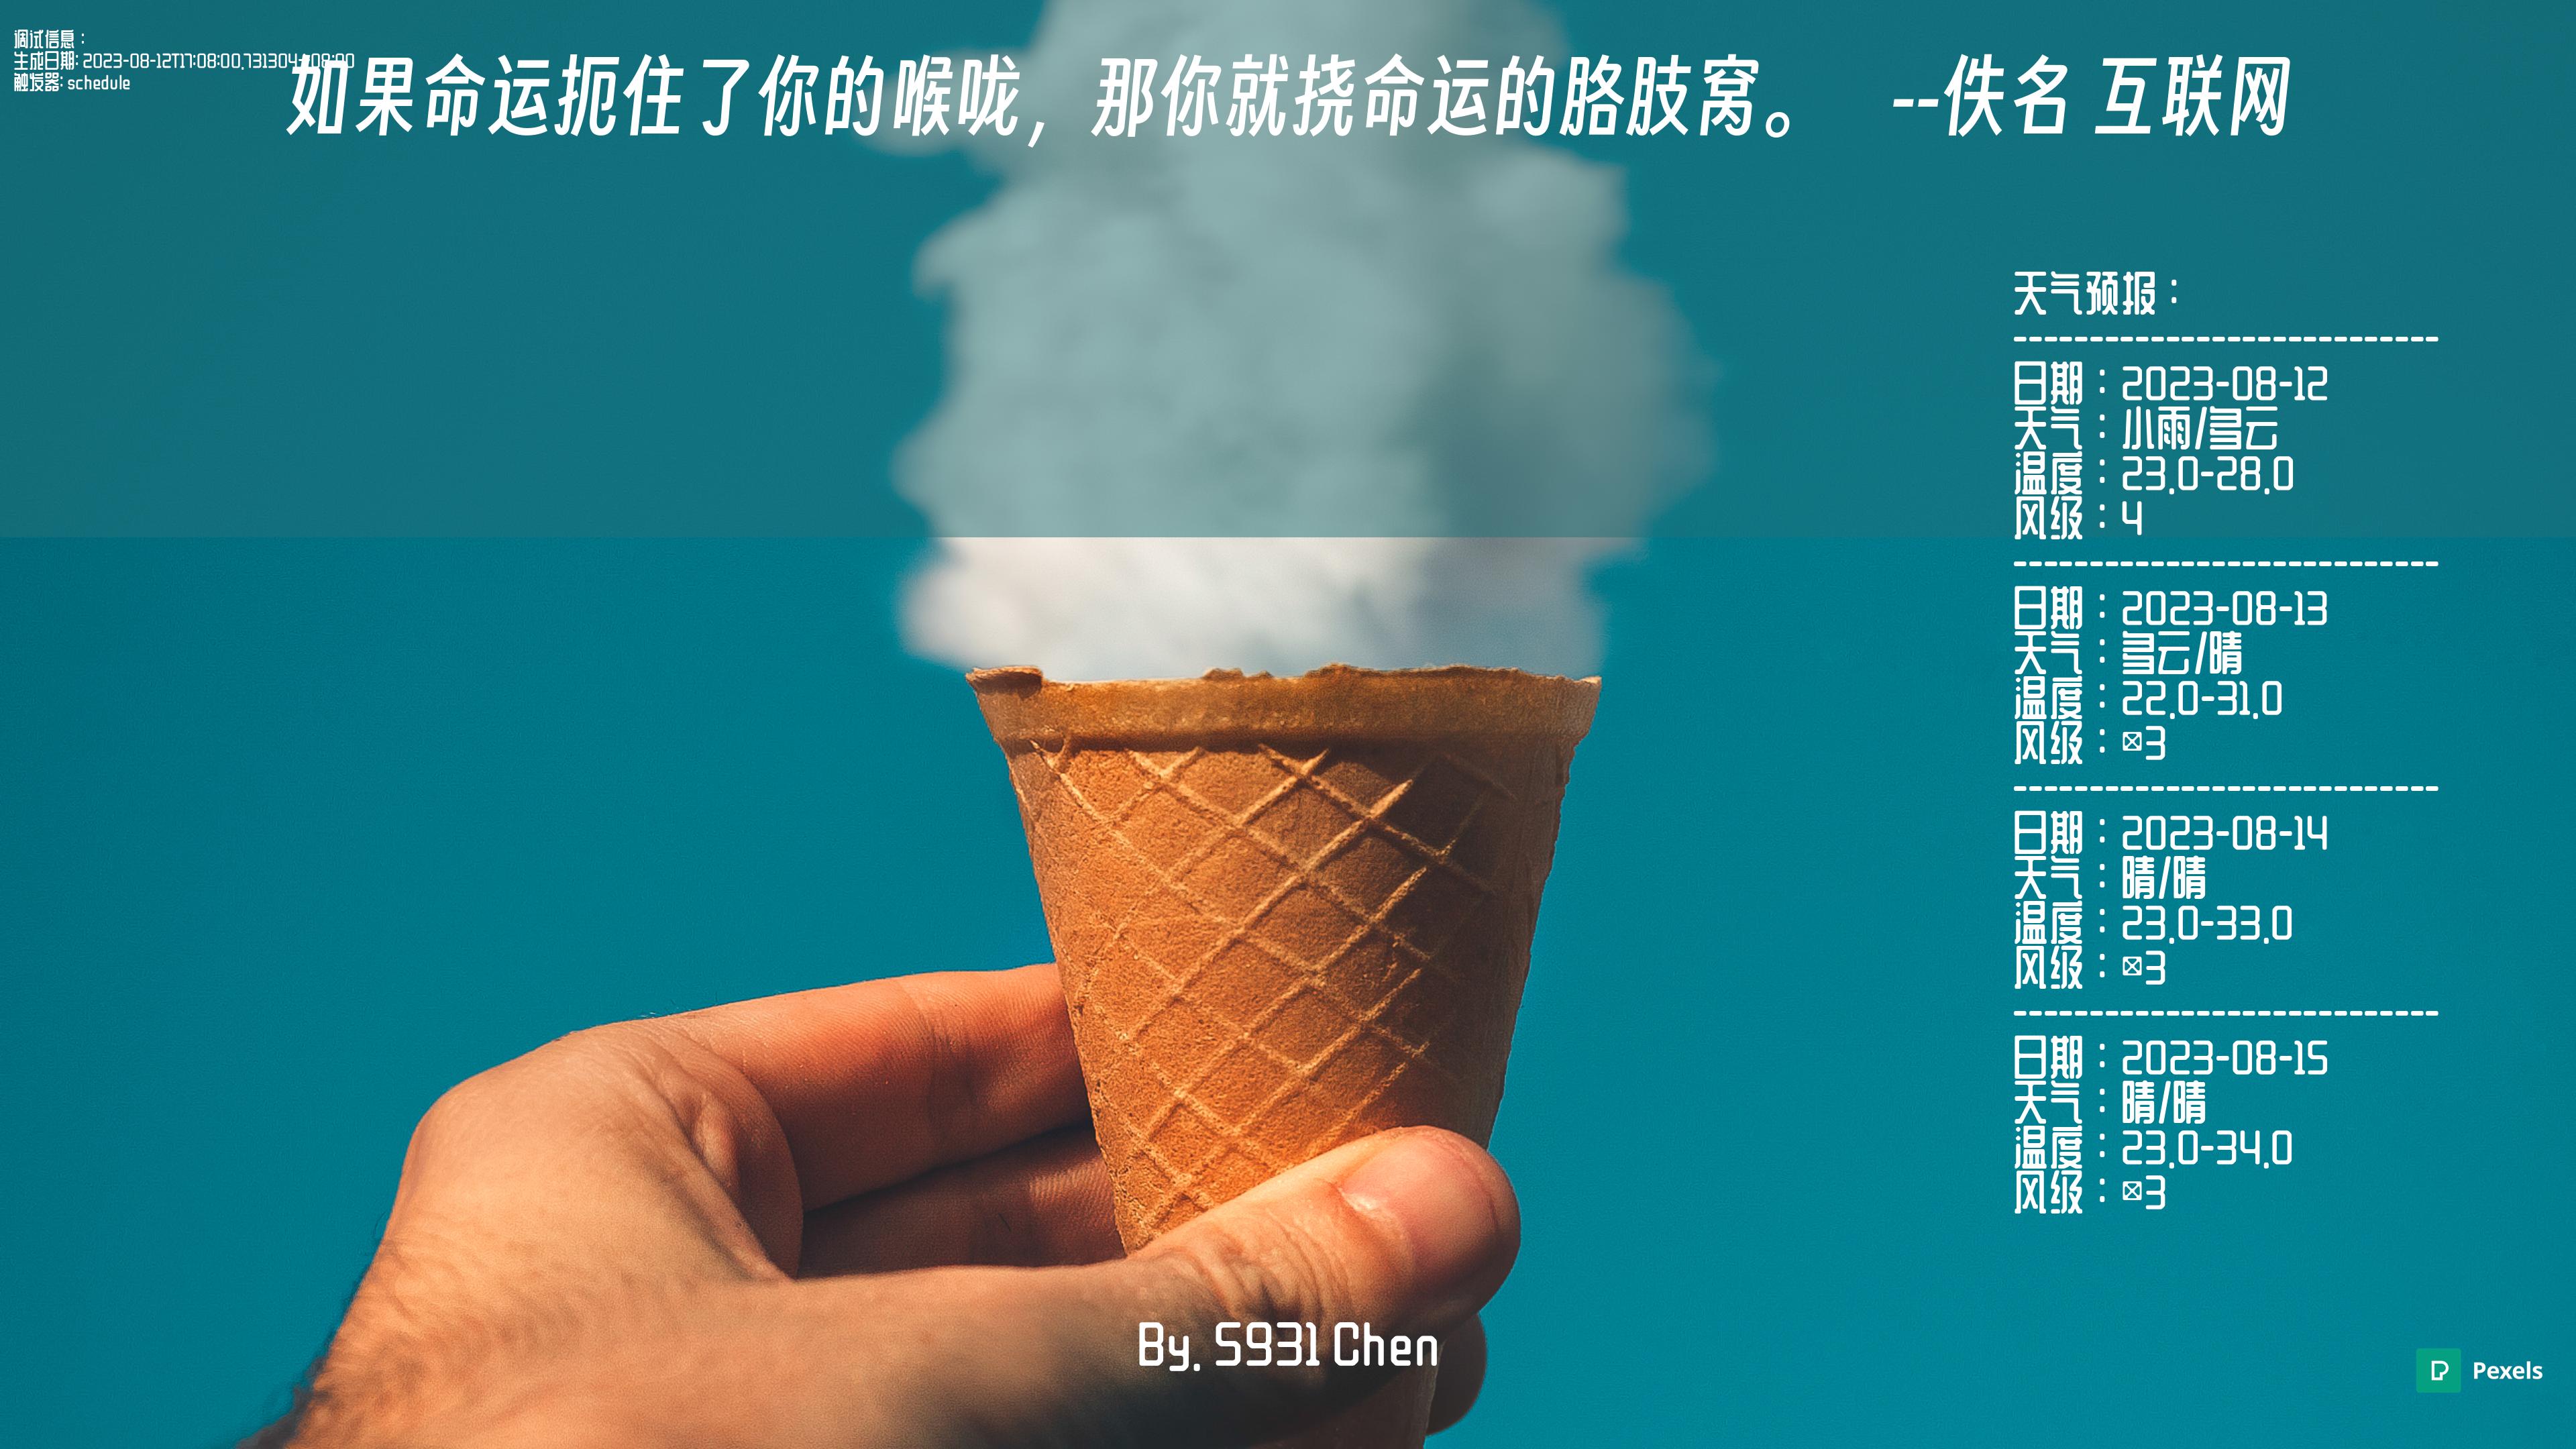 调试信息：
生成日期: 2023-08-12T17:08:00.731304+08:00
触发器: schedule
如果命运扼住了你的喉咙，那你就挠命运的胳肢窝。 --佚名 互联网
天气预报：
----------------------------
日期：2023-08-12
天气：小雨/多云
温度：23.0-28.0
风级：4
----------------------------
日期：2023-08-13
天气：多云/晴
温度：22.0-31.0
风级：☒3
----------------------------
日期：2023-08-14
天气：晴/晴
温度：23.0-33.0
风级：☒3
----------------------------
日期：2023-08-15
天气：晴/晴
温度：23.0-34.0
风级：☒3
By. S931 Chen
Pexels